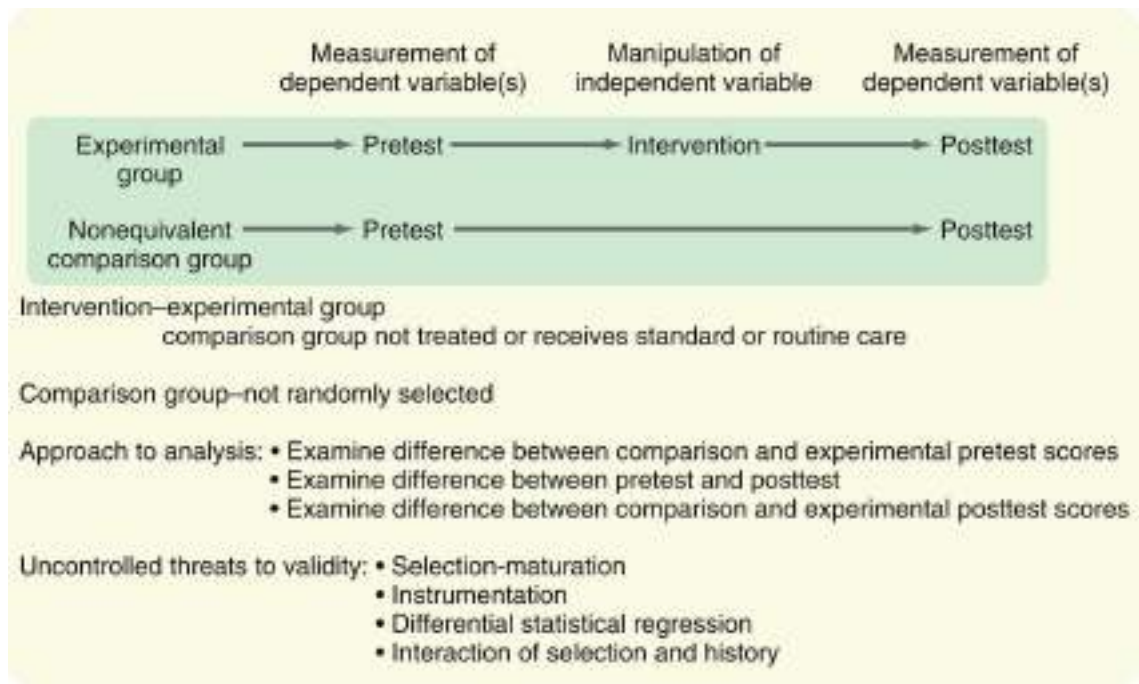 Measurement of dependent variable(s)
Manipulation of independent variable
Measurement of dependent variable(s)
Experimental group
Pretest
Intervention
Posttest
Nonequivalent comparison group
Pretest
Posttest
Intervention–experimental group
comparison group not treated or receives standard or routine care
Comparison group–not randomly selected
Approach to analysis: • Examine difference between comparison and experimental pretest scores
• Examine difference between pretest and posttest
• Examine difference between comparison and experimental posttest scores
Uncontrolled threats to validity: • Selection-maturation
• Instrumentation
• Differential statistical regression
• Interaction of selection and history